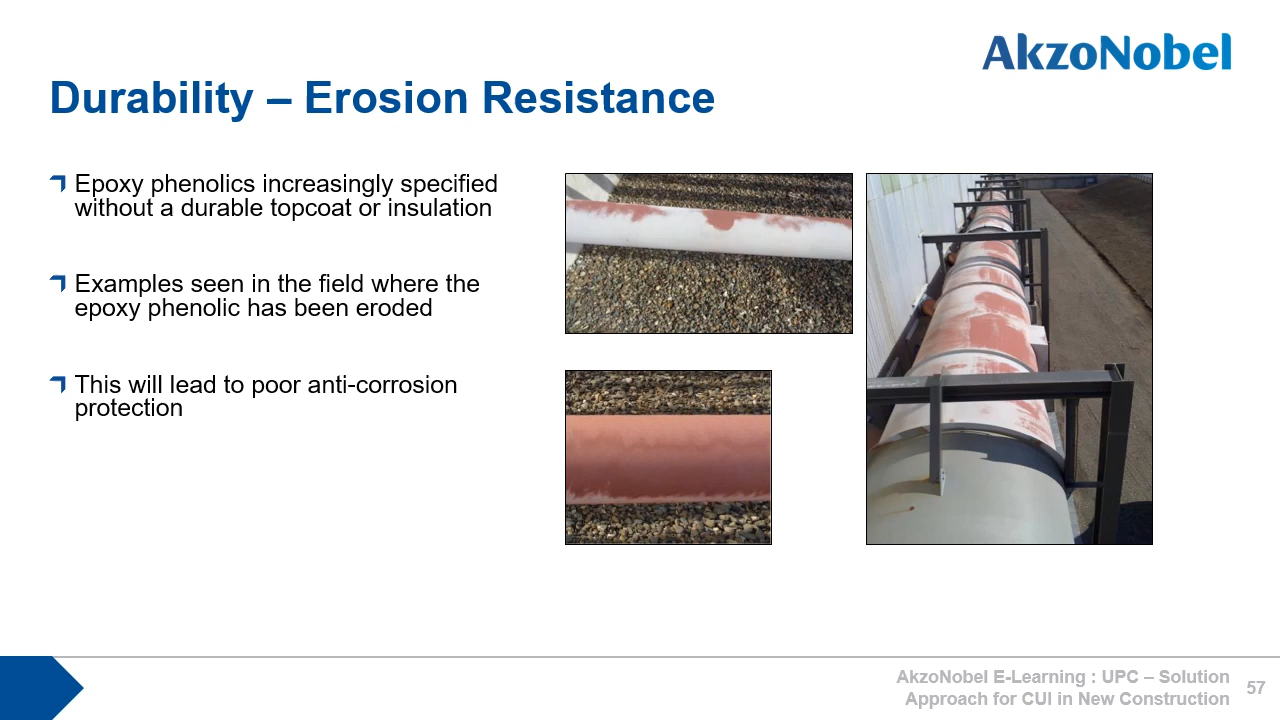 AkzoNobel
Durability – Erosion Resistance
Epoxy phenolics increasingly specified
without a durable topcoat or insulation
Examples seen in the field where the
epoxy phenolic has been eroded
This will lead to poor anti-corrosion
protection
AkzoNobel E-Learning : UPC – Solution
Approach for CUI in New Construction
57